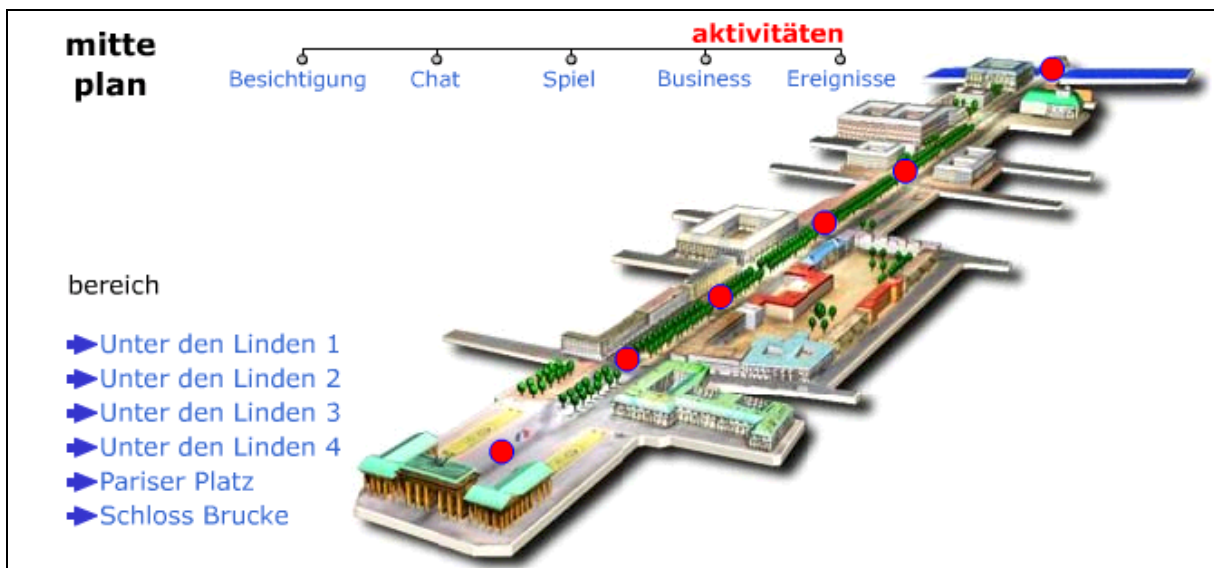 mitte
plan
aktivitäten
Besichtigung Chat Spiel Business Ereignisse
bereich
Unter den Linden 1
Unter den Linden 2
Unter den Linden 3
Unter den Linden 4
Pariser Platz
Schloss Brucke